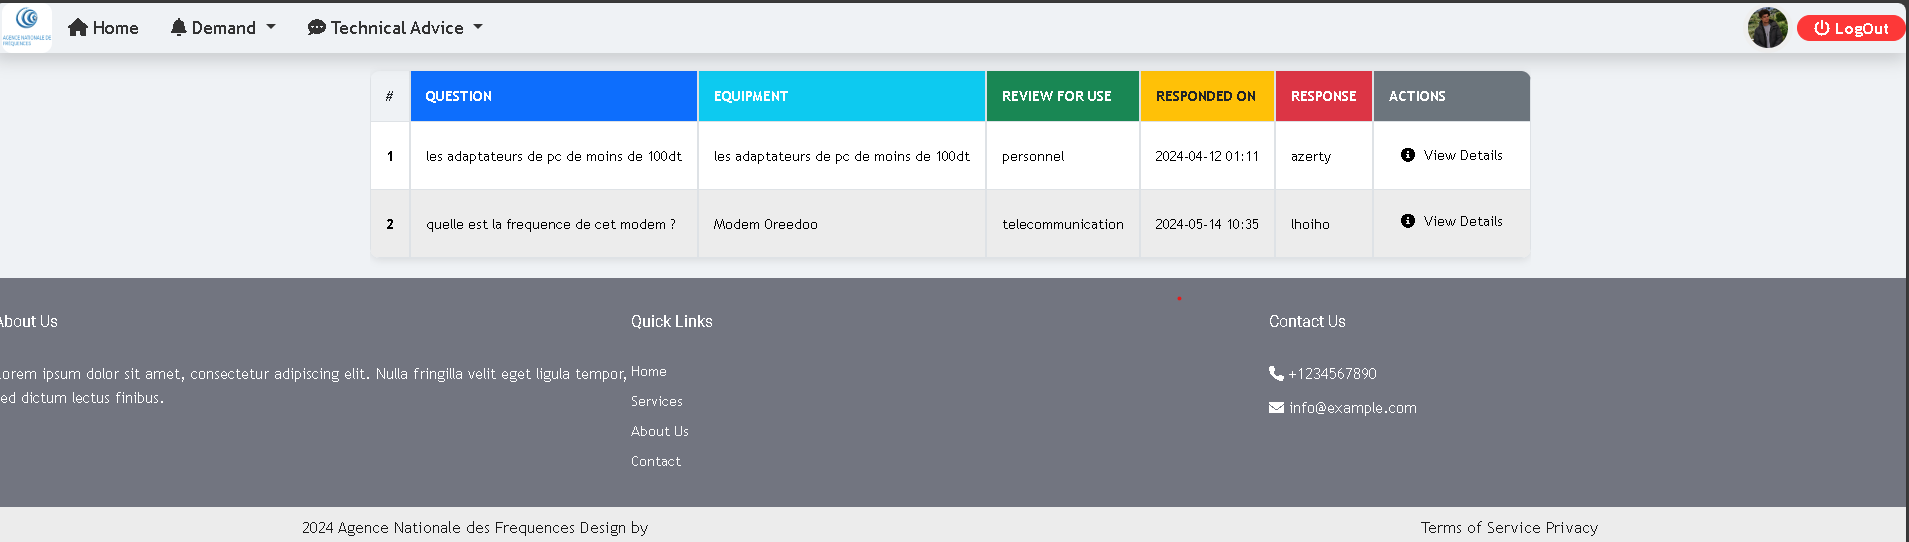 AGENCE NATIONALE DES
FREQUENCES
Home Demand Technical Advice LogOut
# QUESTION EQUIPMENT REVIEW FOR USE RESPONDED ON RESPONSE ACTIONS
1 les adaptateurs de pc de moins de 100dt les adaptateurs de pc de moins de 100dt personnel 2024-04-12 01:11 azerty View Details
2 quelle est la frequence de cet modem ? Modem Oreedoo telecommunication 2024-05-14 10:35 lhoiho View Details
About Us
orem ipsum dolor sit amet, consectetur adipiscing elit. Nulla fringilla velit eget ligula tempor,
ed dictum lectus finibus.
Quick Links
Home
Services
About Us
Contact
Contact Us
+1234567890
info@example.com
2024 Agence Nationale des Frequences Design by
Terms of Service Privacy